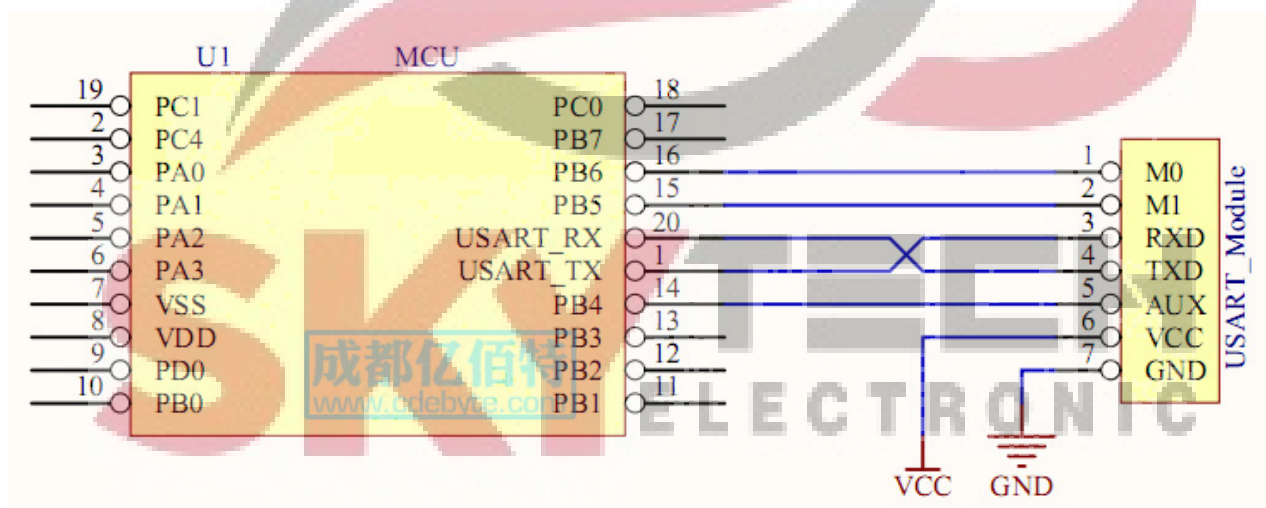 U1 MCU
19 PC1 PC0 18
2 PC4 PB7 17
3 PA0 PB6 16 1 M0
4 PA1 PB5 15 2 M1
5 PA2 USART_RX 20 3 RXD
6 PA3 USART_TX 1 4 TXD
7 VSS PB4 14 5 AUX
8 VDD PB3 13 6 VCC
9 PD0 PB2 12 7 GND
10 PB0 PB1 11
USART_Module
VCC GND
SKYTECH
ELECTRONIC
成都亿佰特
www.cdebyte.com